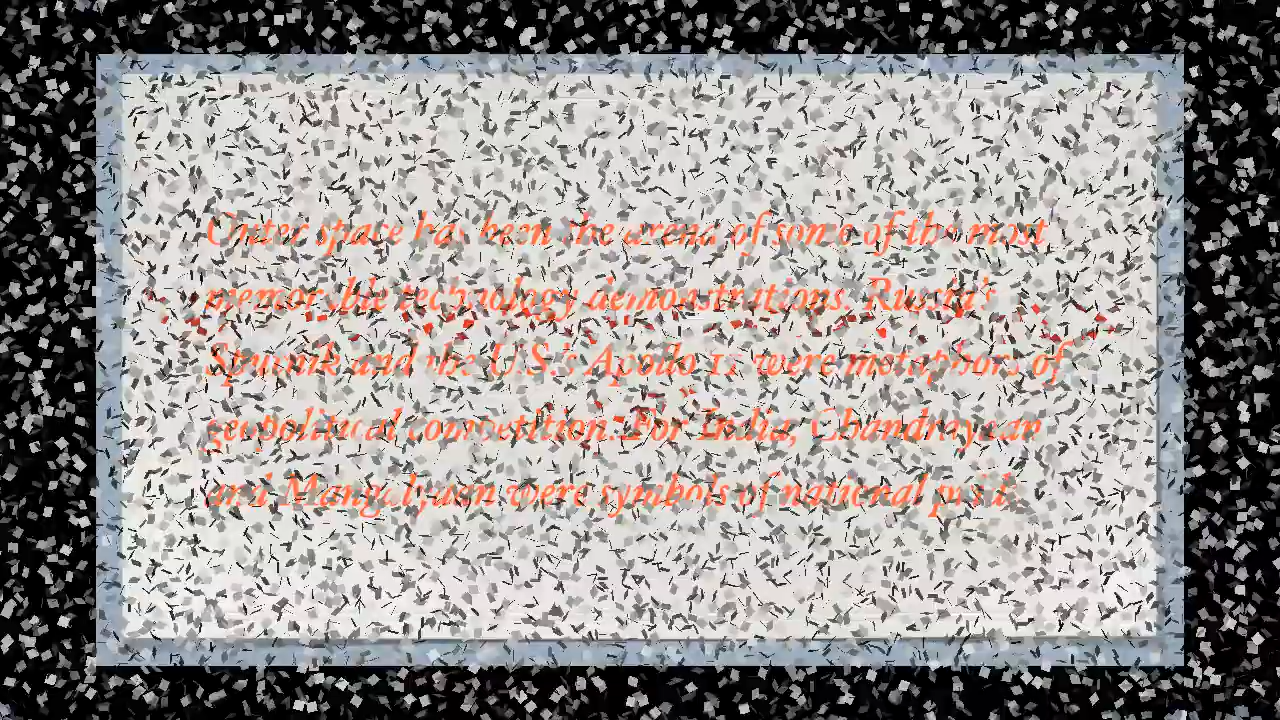 Outer space has been the arena of some of the most
memorable technology demonstrations. Russia's
Sputnik and the U.S.'s Apollo 11 were metaphors of
geopolitical competition. For India, Chandrayaan
and Mangalyaan were symbols of national pride.